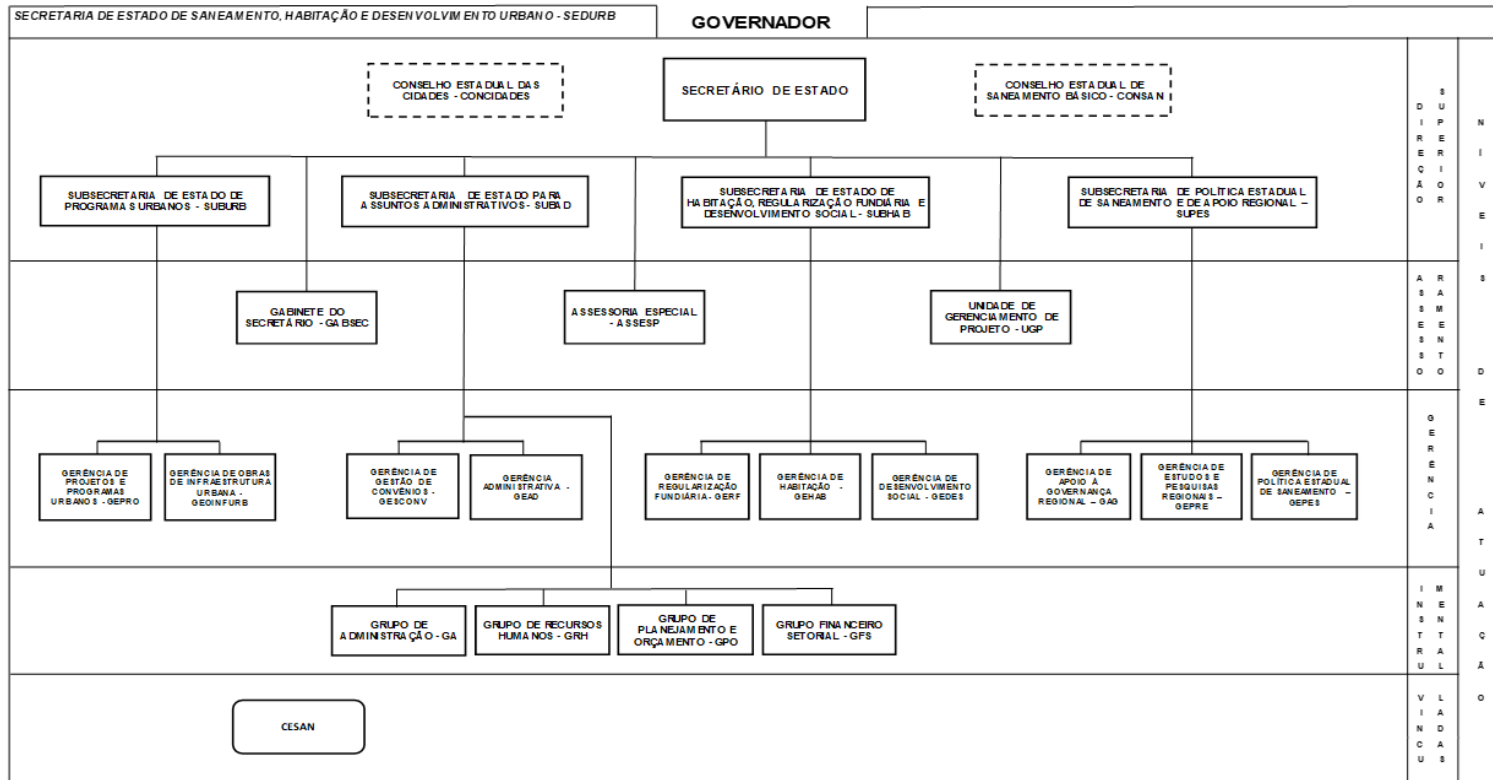 SECRETARIA DE ESTADO DE SANEAMENTO, HABITAÇÃO E DESENVOLVIMENTO URBANO - SEDURB
GOVERNADOR
CONSELHO ESTADUAL DAS
CIDADES - CONCIDADES
SECRETÁRIO DE ESTADO
CONSELHO ESTADUAL DE
SANEAMENTO BÁSICO - CONSAN
SUBSECRETARIA DE ESTADO DE
PROGRAMAS URBANOS - SUBURB
SUBSECRETARIA DE ESTADO PARA
ASSUNTOS ADMINISTRATIVOS - SUBAD
SUBSECRETARIA DE ESTADO DE
HABITAÇÃO, REGULARIZAÇÃO FUNDIÁRIA E
DESENVOLVIMENTO SOCIAL - SUBHAB
SUBSECRETARIA DE POLÍTICA ESTADUAL
DE SANEAMENTO E DE APOIO REGIONAL –
SUPES
DIREÇÃO
SUPERIOR
GABINETE DO
SECRETÁRIO - GABSEC
ASSESSORIA ESPECIAL
- ASSESP
UNIDADE DE
GERENCIAMENTO DE
PROJETO - UGP
ASSESSO
RAMENTO
GERÊNCIA DE
PROJETOS E
PROGRAMAS
URBANOS - GEPRO
GERÊNCIA DE OBRAS
DE INFRAESTRUTURA
URBANA -
GEOINFURB
GERÊNCIA DE
GESTÃO DE
CONVÊNIOS -
GESCONV
GERÊNCIA
ADMINISTRATIVA -
GEAD
GERÊNCIA DE
REGULARIZAÇÃO
FUNDIÁRIA - GERF
GERÊNCIA DE
HABITAÇÃO -
GEHAB
GERÊNCIA DE
DESENVOLVIMENTO
SOCIAL - GEDES
GERÊNCIA DE
APOIO À
GOVERNANÇA
REGIONAL – GAG
GERÊNCIA DE
ESTUDOS E
PESQUISAS
REGIONAIS –
GEPRE
GERÊNCIA DE
POLÍTICA ESTADUAL
DE SANEAMENTO –
GEPES
GERÊNCIA
GRUPO DE
ADMINISTRAÇÃO - GA
GRUPO DE RECURSOS
HUMANOS - GRH
GRUPO DE
PLANEJAMENTO E
ORÇAMENTO - GPO
GRUPO FINANCEIRO
SETORIAL - GFS
INSTRU
MENTAL
CESAN
VINCU
LADAS
NÍVEIS DE ATUAÇÃO